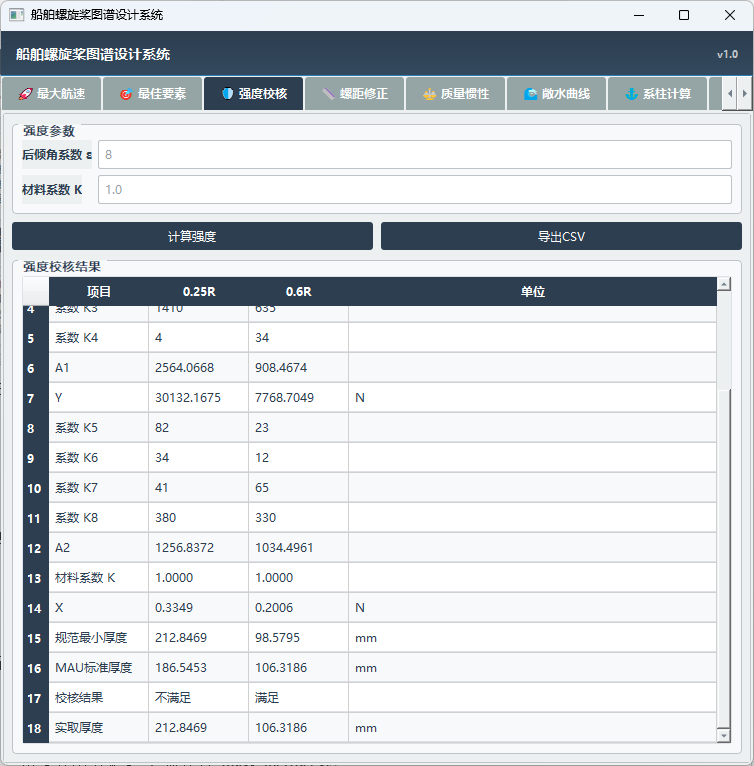 船舶螺旋桨图谱设计系统
船舶螺旋桨图谱设计系统 v1.0
最大航速 最佳要素 强度校核 螺距修正 质量惯性 敞水曲线 系柱计算
强度参数
后倾角系数 ε 8
材料系数 K 1.0
计算强度 导出CSV
强度校核结果
项目 0.25R 0.6R 单位
4 系数 K3 1410 635
5 系数 K4 4 34
6 A1 2564.0668 908.4674
7 Y 30132.1675 7768.7049 N
8 系数 K5 82 23
9 系数 K6 34 12
10 系数 K7 41 65
11 系数 K8 380 330
12 A2 1256.8372 1034.4961
13 材料系数 K 1.0000 1.0000
14 X 0.3349 0.2006 N
15 规范最小厚度 212.8469 98.5795 mm
16 MAU标准厚度 186.5453 106.3186 mm
17 校核结果 不满足 满足
18 实取厚度 212.8469 106.3186 mm